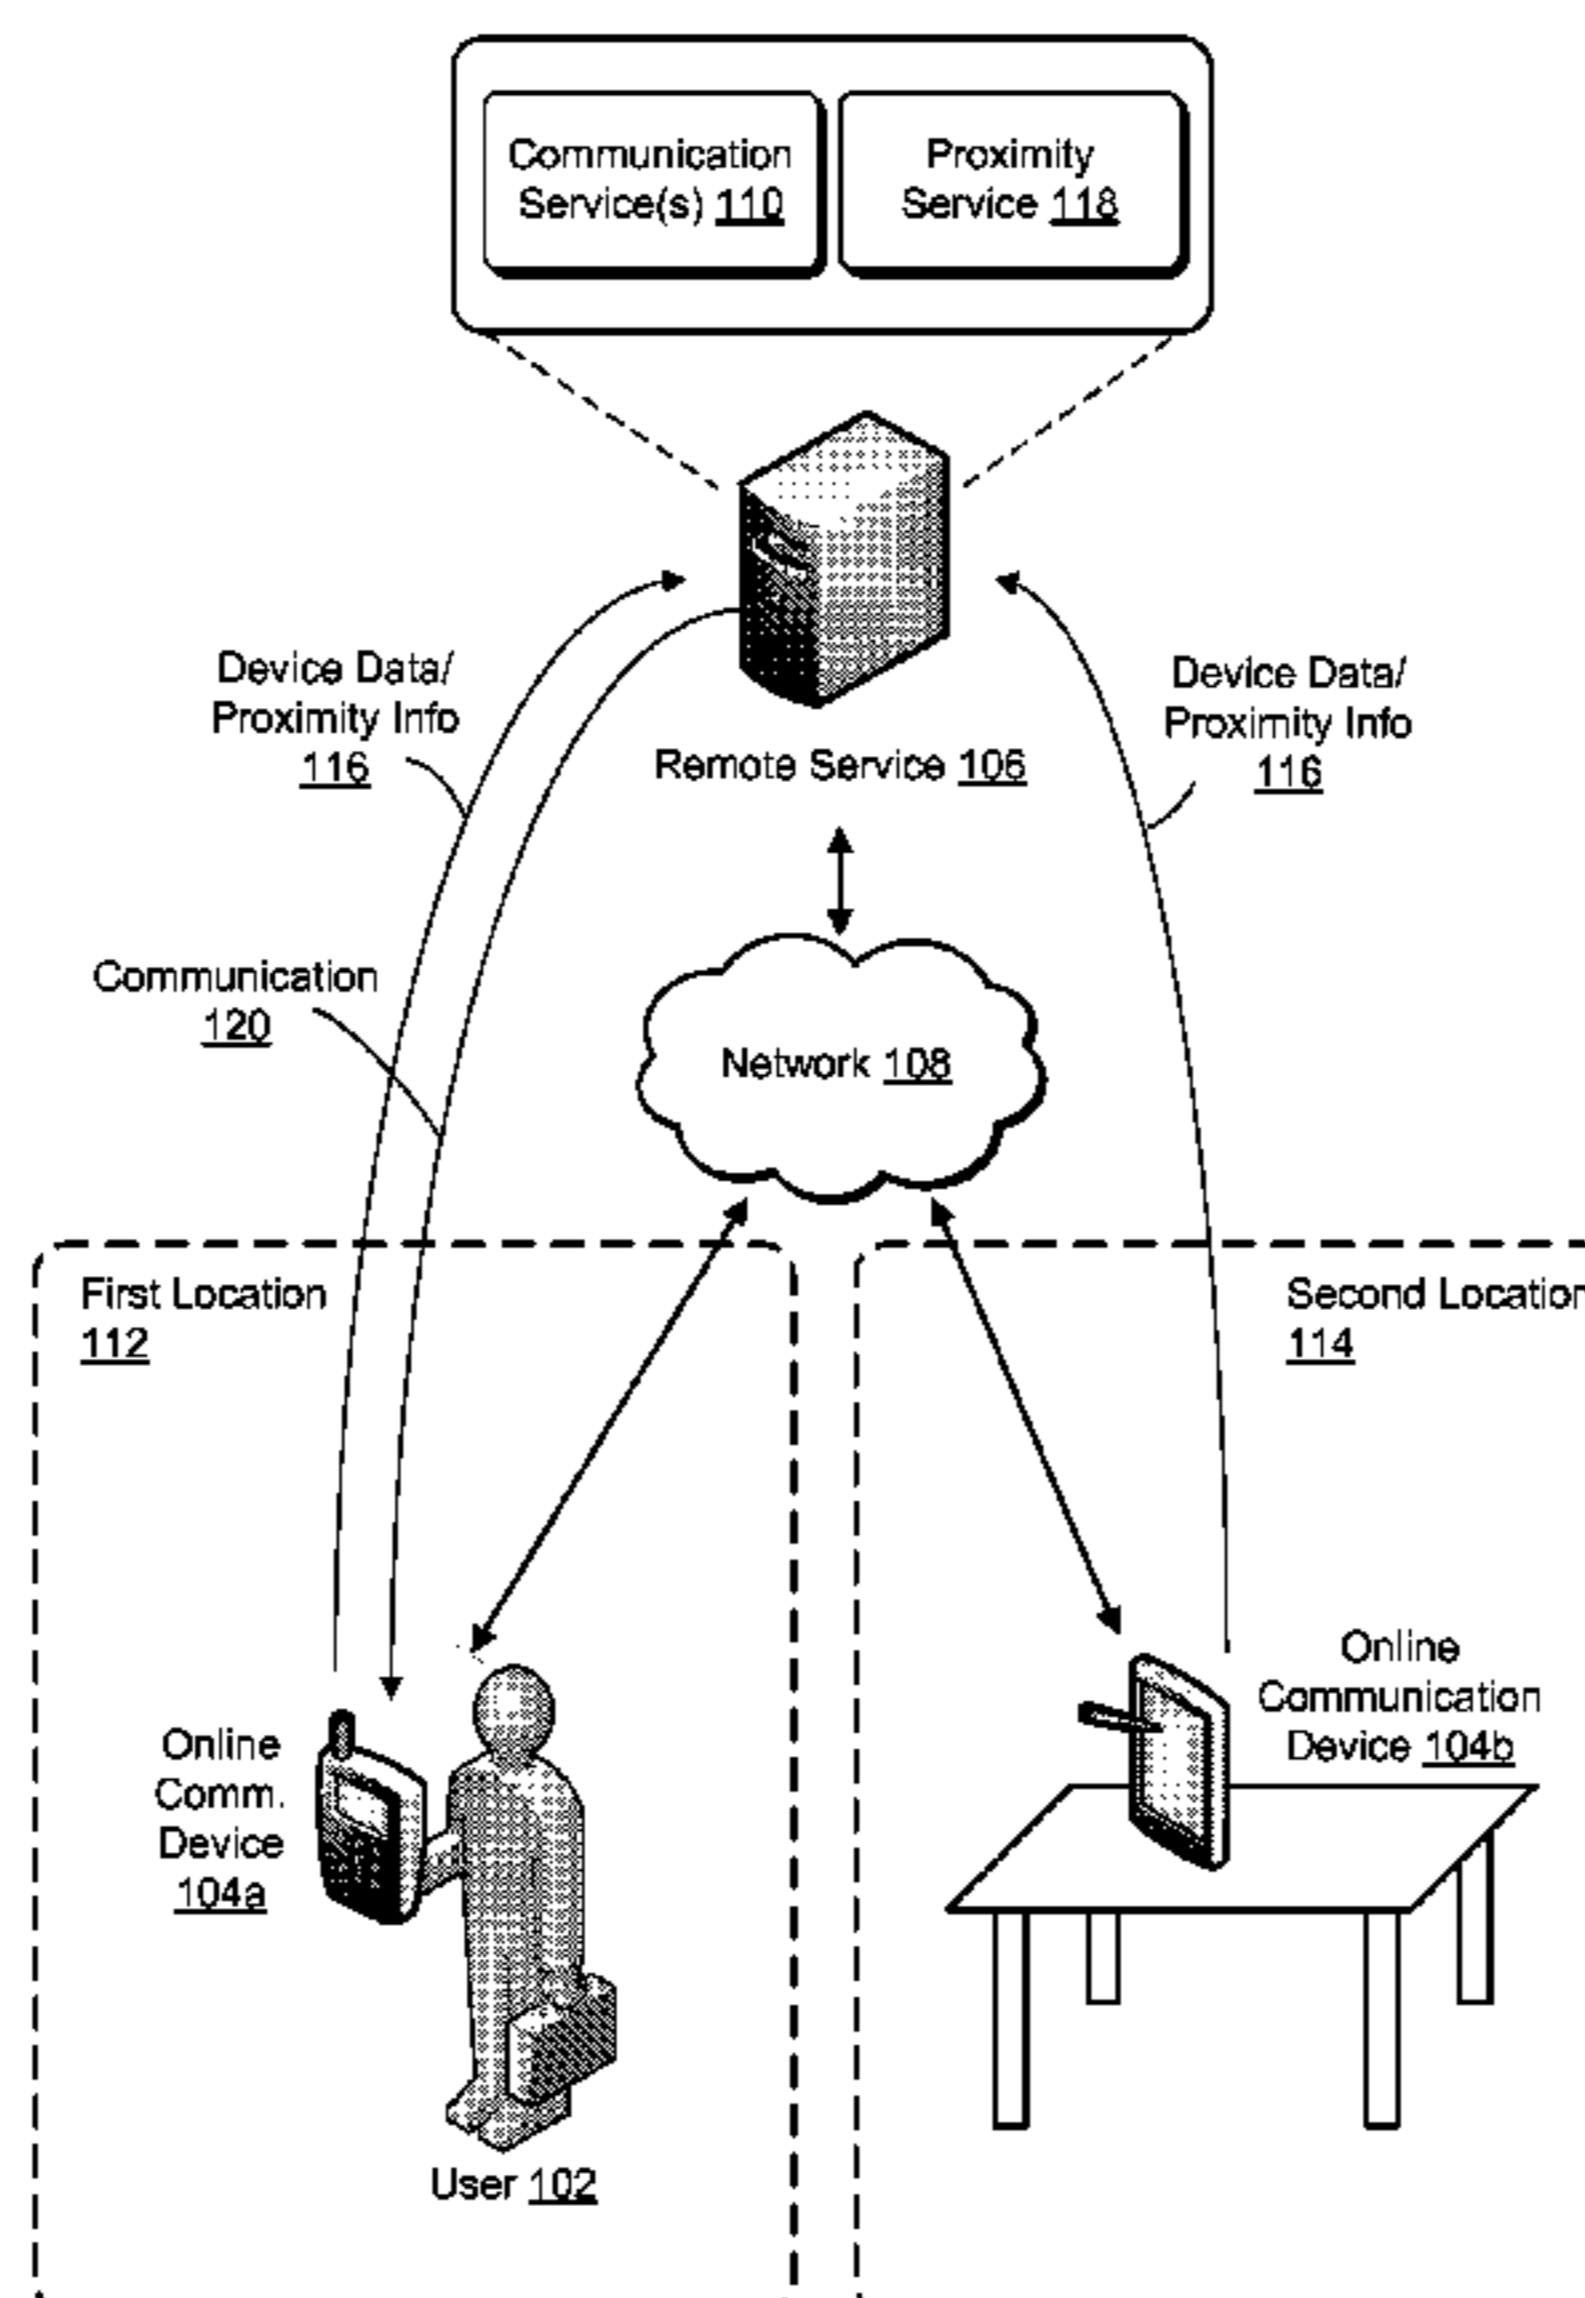 Communication
Service(s) 110
Proximity
Service 118
Device Data/
Proximity Info
116
Remote Service 106
Device Data/
Proximity Info
116
Communication
120
Network 108
First Location
112
Second Location
114
Online
Comm.
Device
104a
Online
Communication
Device 104b
User 102